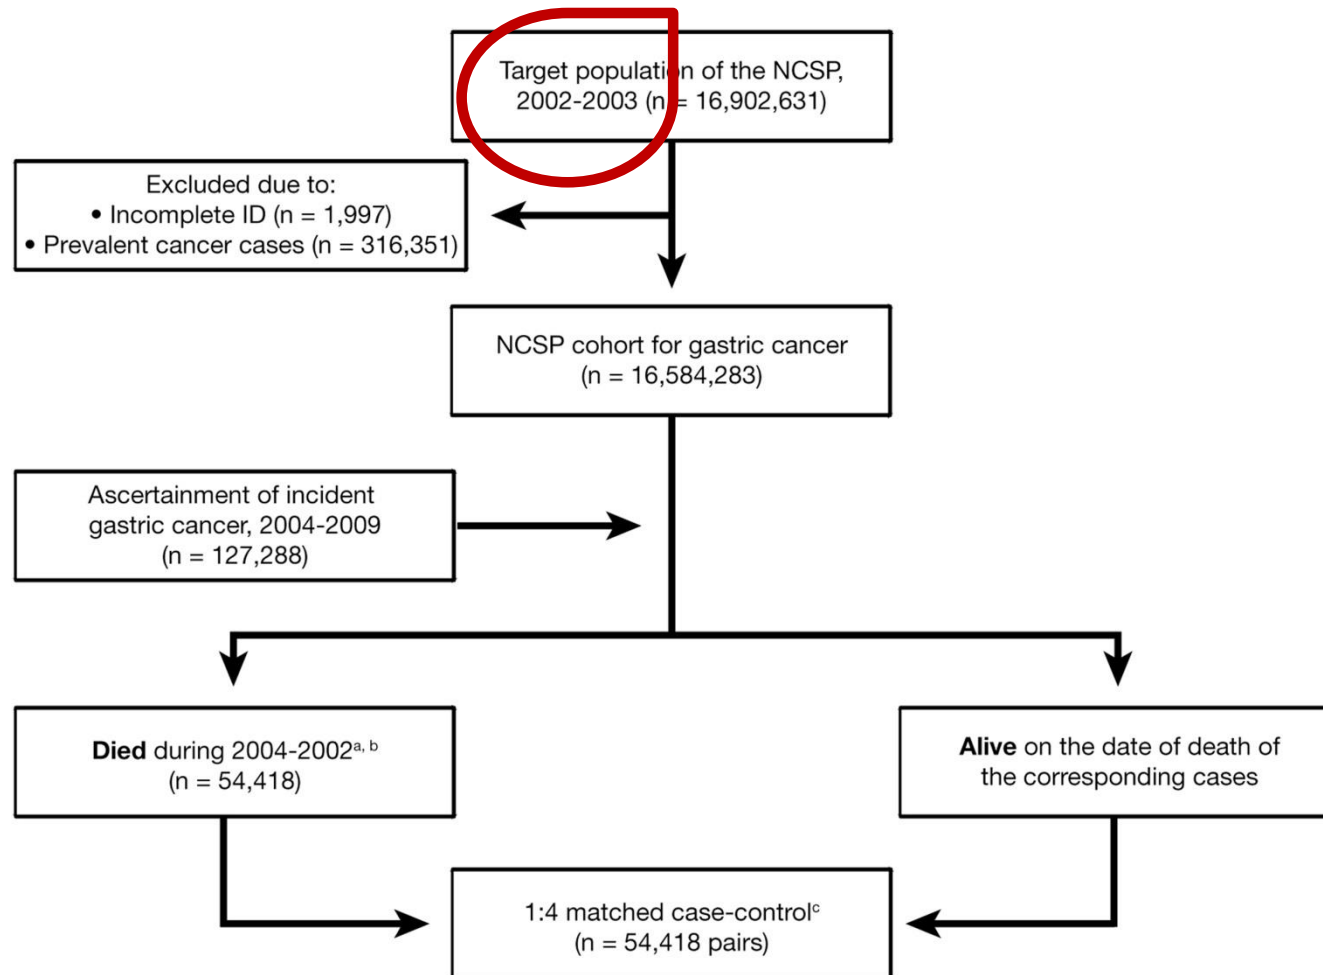 Target population of the NCSP,
2002-2003 (n = 16,902,631)
Excluded due to:
• Incomplete ID (n = 1,997)
• Prevalent cancer cases (n = 316,351)
NCSP cohort for gastric cancer
(n = 16,584,283)
Ascertainment of incident
gastric cancer, 2004-2009
(n = 127,288)
Died during 2004-2002a, b
(n = 54,418)
Alive on the date of death of
the corresponding cases
1:4 matched case-controlc
(n = 54,418 pairs)